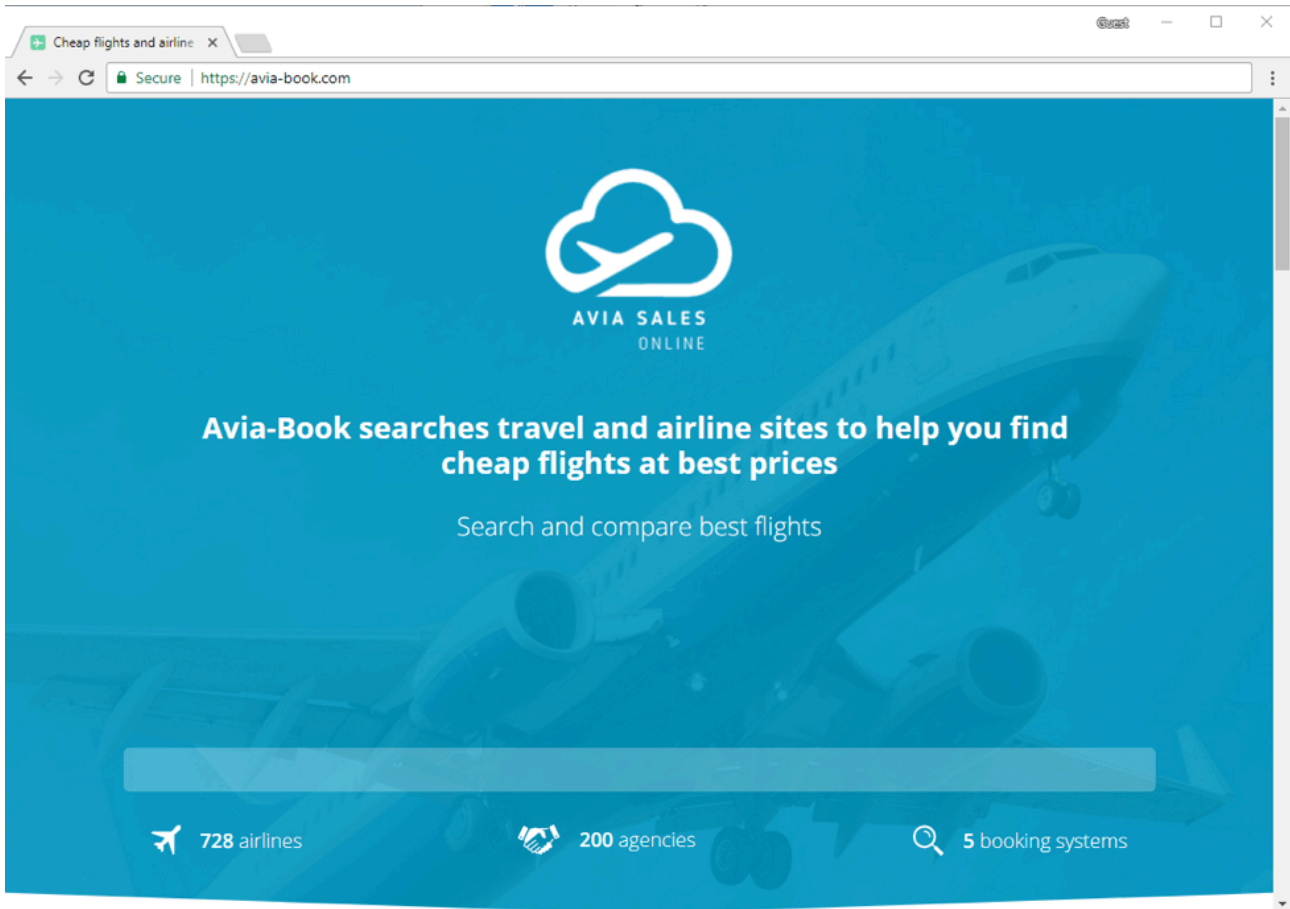 Guest
Cheap flights and airline
Secure | https://avia-book.com
AVIA SALES
ONLINE
Avia-Book searches travel and airline sites to help you find
cheap flights at best prices
Search and compare best flights
728 airlines
200 agencies
5 booking systems